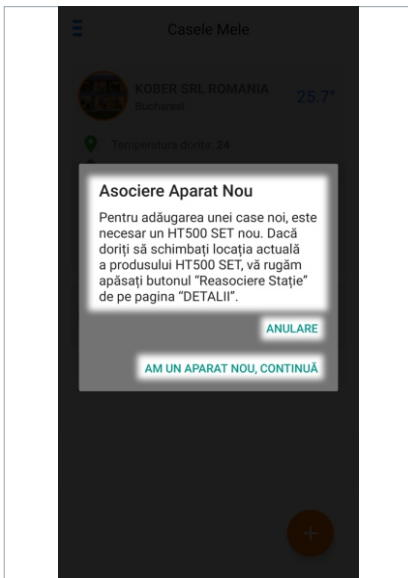 Casele Mele
KOBER SRL ROMANIA
25.7°
Bucharest
Temperatura dorita: 24
Asociere Aparat Nou
Pentru adăugarea unei case noi, este
necesar un HT500 SET nou. Dacă
doriți să schimbați locația actuală
a produsului HT500 SET, vă rugăm
apăsați butonul “Reasociere Stație”
de pe pagina “DETALII”.
ANULARE
AM UN APARAT NOU, CONTINUĂ
+